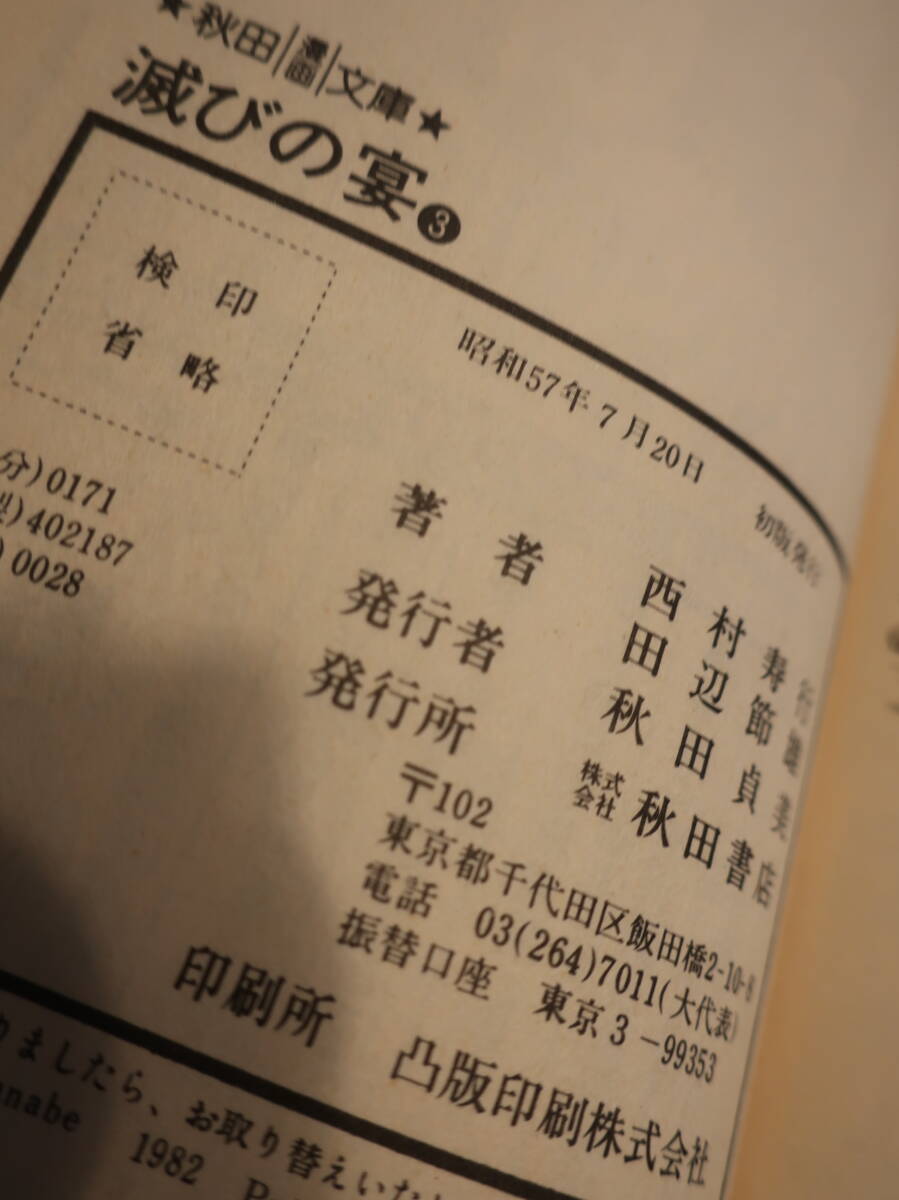 ★秋田漫画文庫★
滅びの宴❸
検印
省略
昭和57年7月20日 初版発行
著者 西村寿行
田辺節雄
発行者 秋田貞美
発行所 株式会社 秋田書店
〒102
東京都千代田区飯田橋2-10-8
電話 03(264)7011(大代表)
振替口座 東京3-99353
印刷所 凸版印刷株式会社
分)0171
製)402187
)0028
りましたら、お取り替えいた
nabe 1982 P